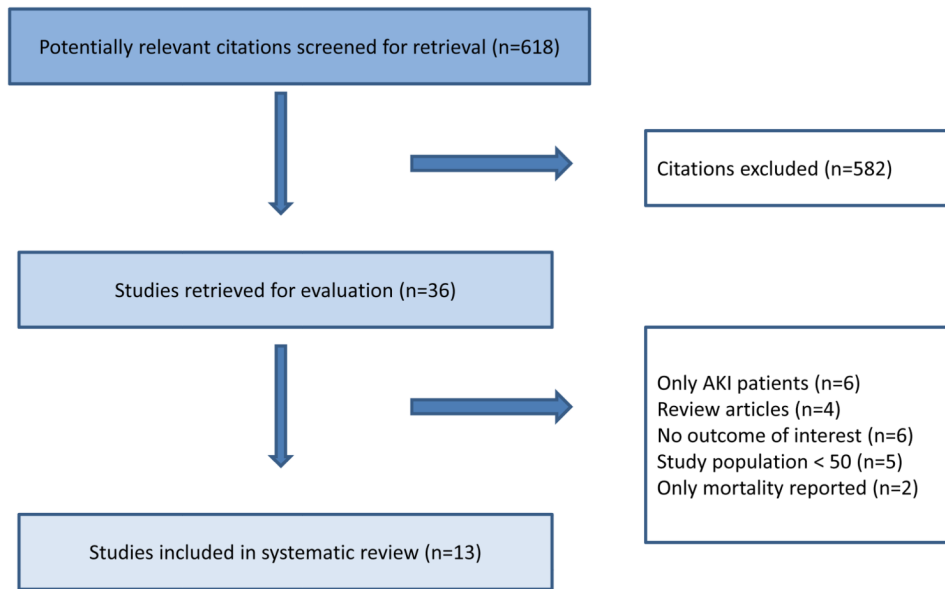 Potentially relevant citations screened for retrieval (n=618)
Citations excluded (n=582)
Studies retrieved for evaluation (n=36)
Only AKI patients (n=6)
Review articles (n=4)
No outcome of interest (n=6)
Study population < 50 (n=5)
Only mortality reported (n=2)
Studies included in systematic review (n=13)